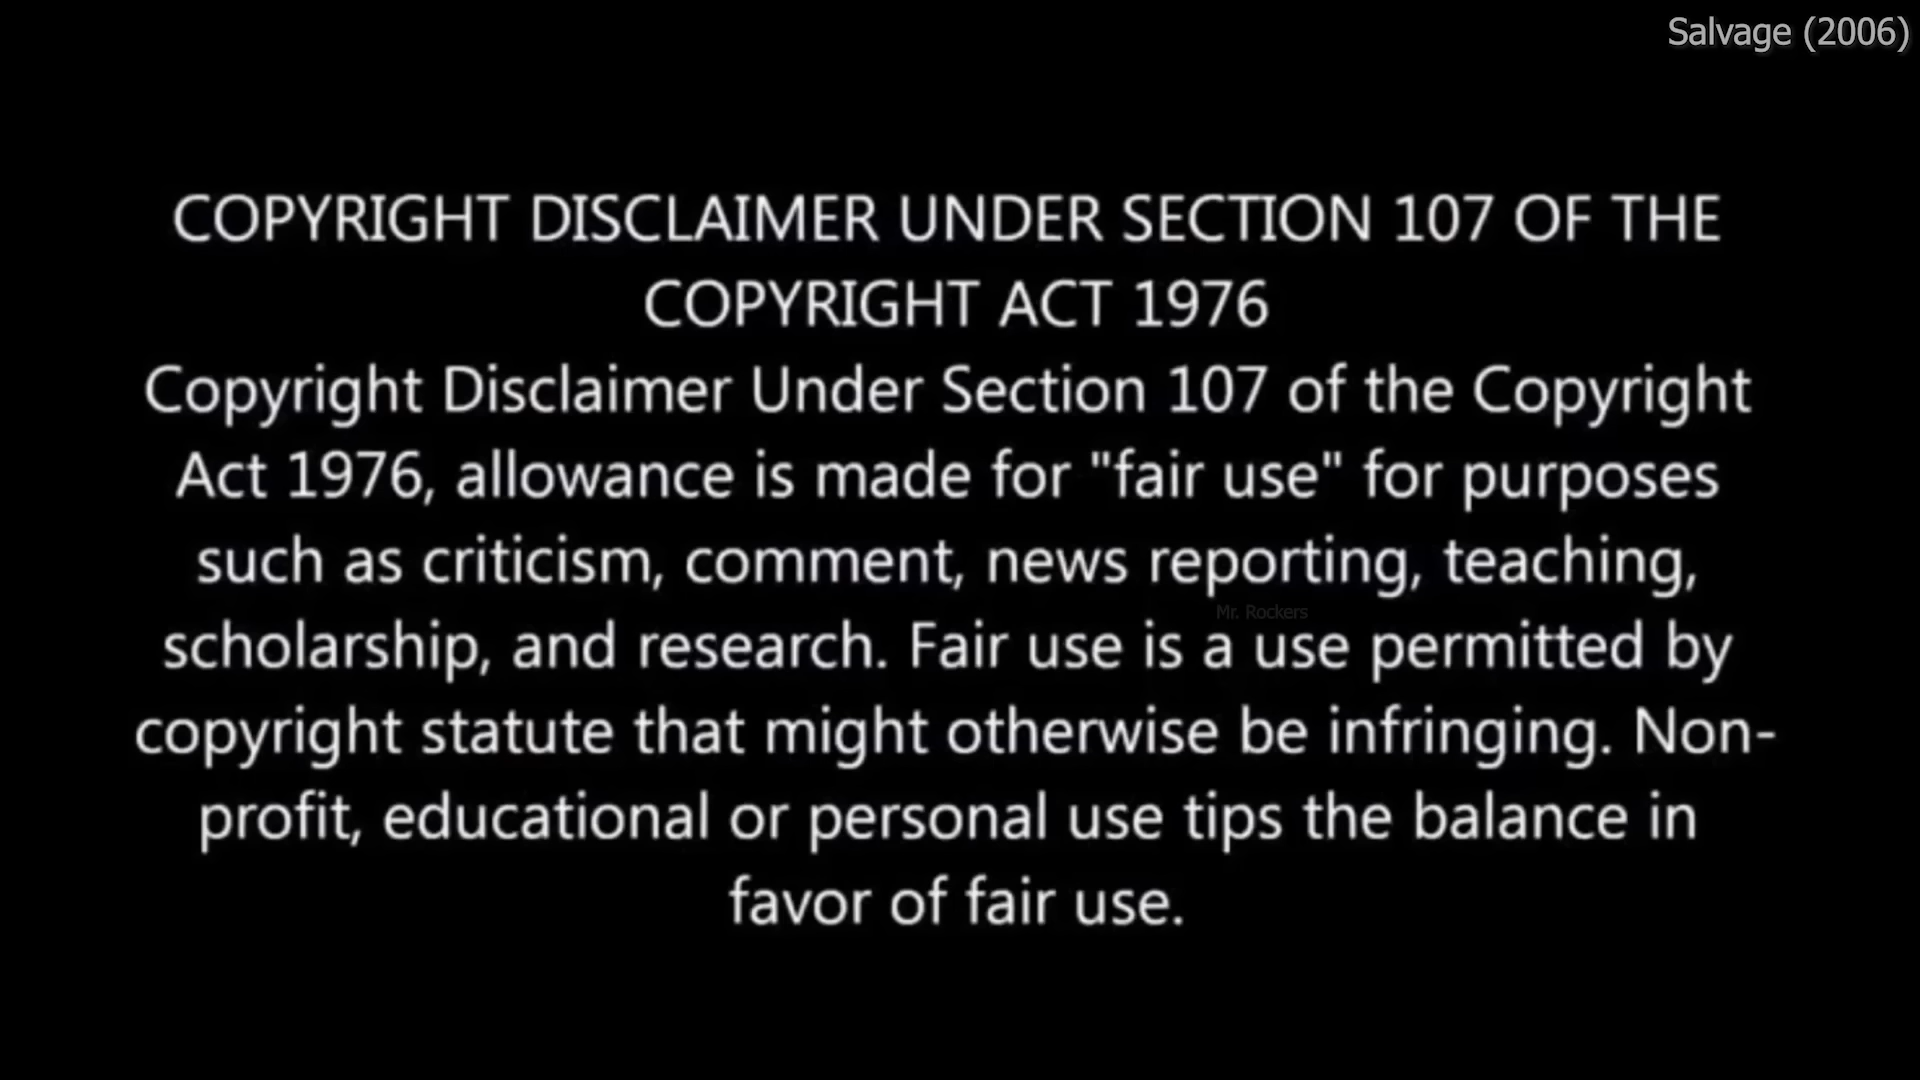 Salvage (2006)
COPYRIGHT DISCLAIMER UNDER SECTION 107 OF THE
COPYRIGHT ACT 1976
Copyright Disclaimer Under Section 107 of the Copyright
Act 1976, allowance is made for "fair use" for purposes
such as criticism, comment, news reporting, teaching,
Mr. Rockers
scholarship, and research. Fair use is a use permitted by
copyright statute that might otherwise be infringing. Non-
profit, educational or personal use tips the balance in
favor of fair use.